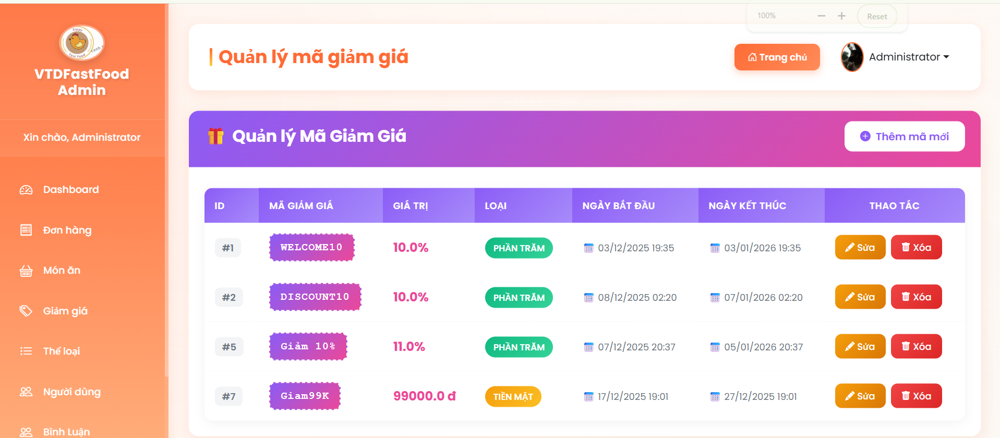 100%
Reset
Pippy
Fast Food
VTDFastFood
Admin
Xin chào, Administrator
Dashboard
Đơn hàng
Món ăn
Giảm giá
Thể loại
Người dùng
Bình Luận
Quản lý mã giảm giá
Trang chủ
Administrator
Quản lý Mã Giảm Giá
Thêm mã mới
ID MÃ GIẢM GIÁ GIÁ TRỊ LOẠI NGÀY BẮT ĐẦU NGÀY KẾT THÚC THAO TÁC
#1 WELCOME10 10.0% PHẦN TRĂM 03/12/2025 19:35 03/01/2026 19:35 Sửa Xóa
#2 DISCOUNT10 10.0% PHẦN TRĂM 08/12/2025 02:20 07/01/2026 02:20 Sửa Xóa
#5 Giảm 10% 11.0% PHẦN TRĂM 07/12/2025 20:37 05/01/2026 20:37 Sửa Xóa
#7 Giam99K 99000.0 đ TIỀN MẶT 17/12/2025 19:01 27/12/2025 19:01 Sửa Xóa